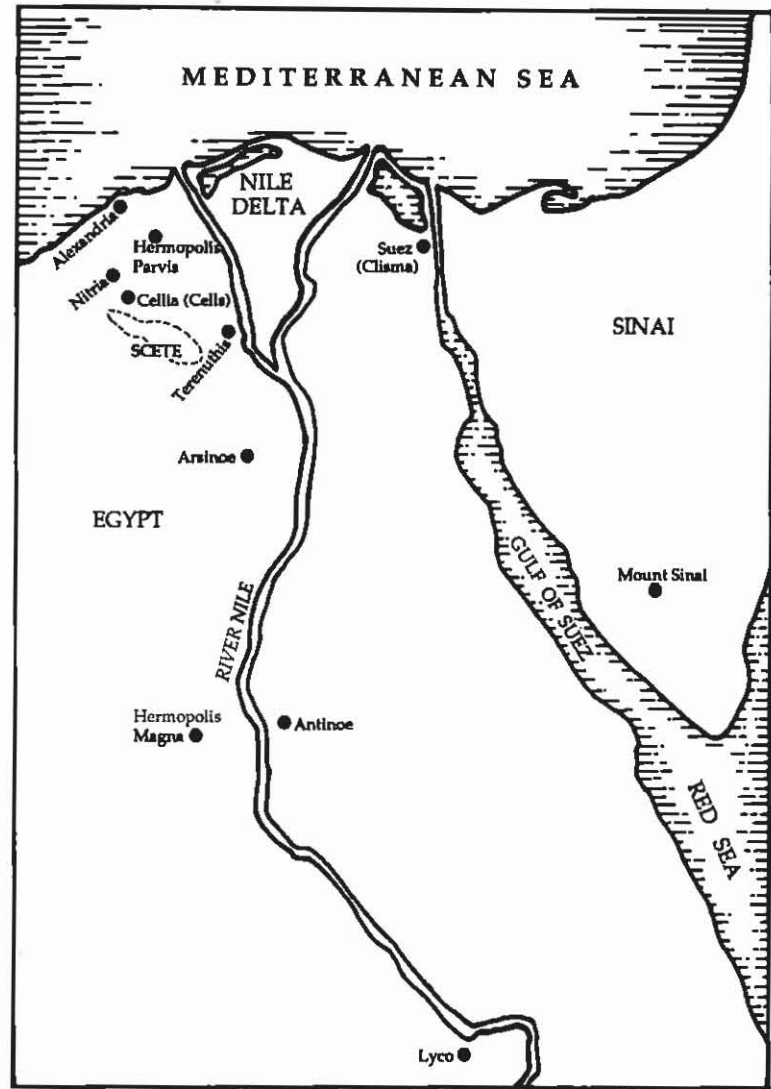 MEDITERRANEAN SEA
NILE
DELTA
Alexandria
Hermopolis
Parvis
Suez
(Clisma)
Nitria
Cellia (Cells)
SINAI
SCETE
Terenuthis
Arsinoe
EGYPT
GULF OF SUEZ
Mount Sinai
RIVER NILE
Hermopolis
Magna
Antinoe
RED SEA
Lyco